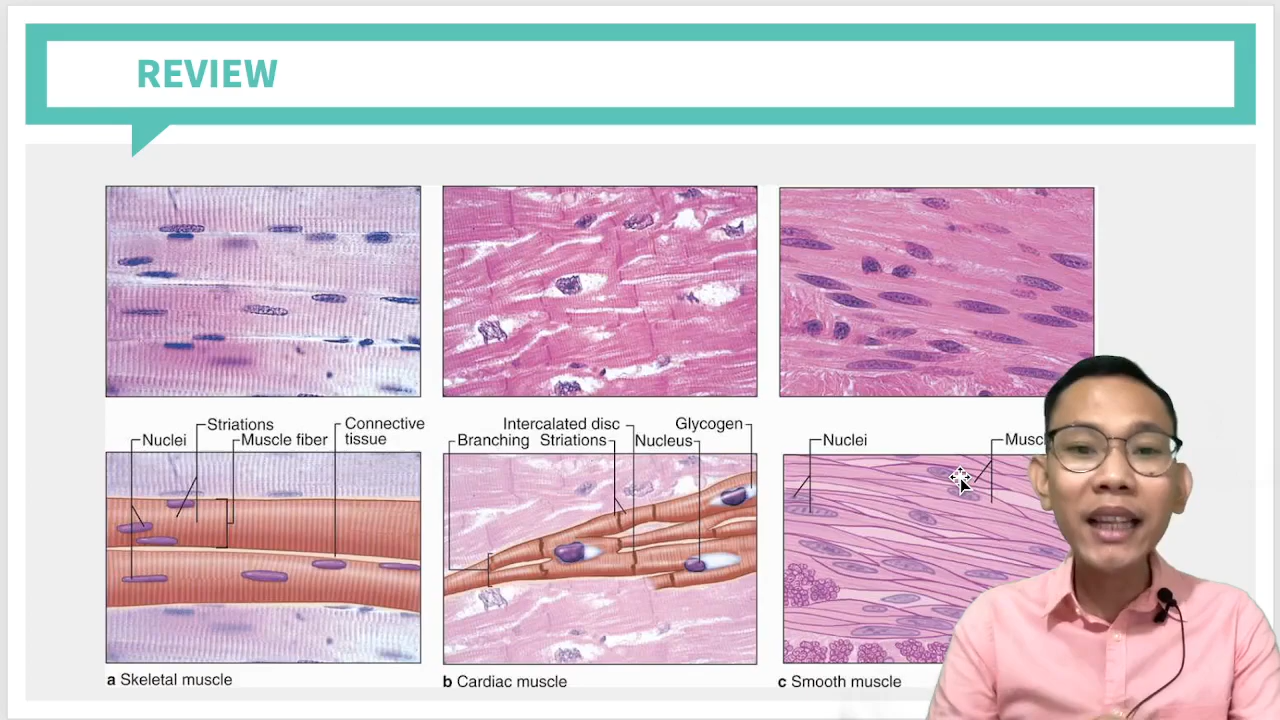 REVIEW
Striations
Connective
tissue
Nuclei
Muscle fiber
Intercalated disc
Glycogen
Branching
Striations
Nucleus
Nuclei
a Skeletal muscle
b Cardiac muscle
c Smooth muscle